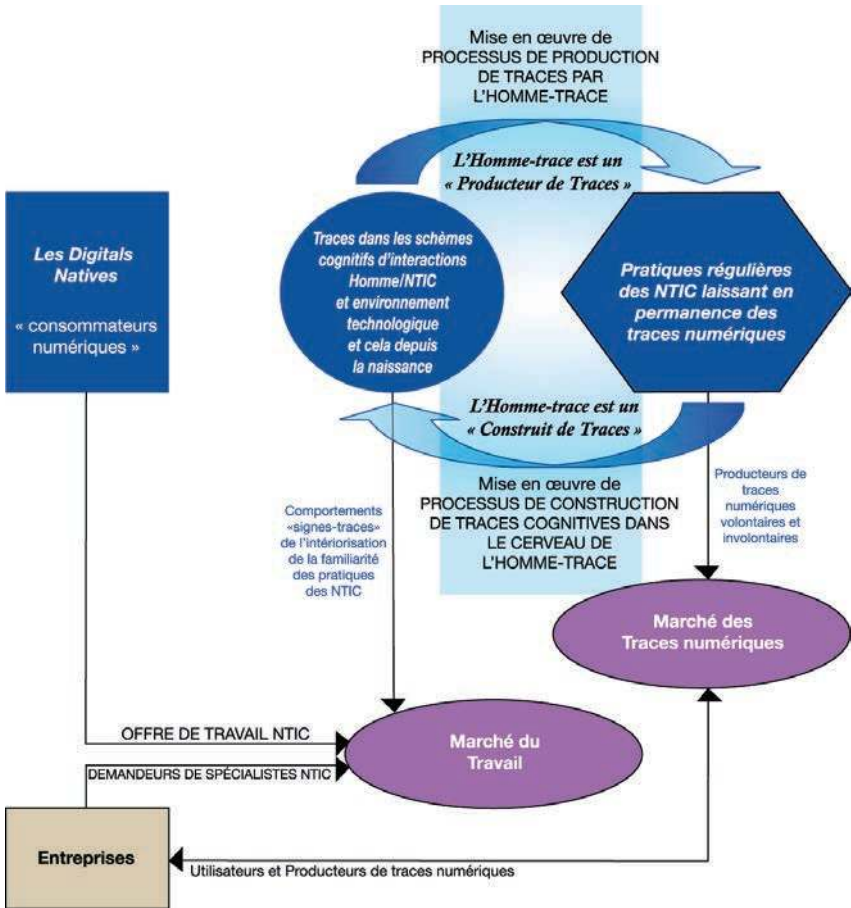 Mise en œuvre de
PROCESSUS DE PRODUCTION
DE TRACES PAR
L'HOMME-TRACE
L'Homme-trace est un
« Producteur de Traces »
Les Digitals
Natives
« consommateurs
numériques »
Traces dans les schèmes
cognitifs d'interactions
Homme/NTIC
et environnement
technologique
et cela depuis
la naissance
Pratiques régulières
des NTIC laissant en
permanence des
traces numériques
L'Homme-trace est un
« Construit de Traces »
Mise en œuvre de
PROCESSUS DE CONSTRUCTION
DE TRACES COGNITIVES DANS
LE CERVEAU DE
L'HOMME-TRACE
Comportements
«signes-traces»
de l'intériorisation
de la familiarité
des pratiques
des NTIC
Producteurs de
traces
numériques
volontaires et
involontaires
Marché des
Traces numériques
OFFRE DE TRAVAIL NTIC
Marché du
Travail
DEMANDEURS DE SPÉCIALISTES NTIC
Entreprises
Utilisateurs et Producteurs de traces numériques